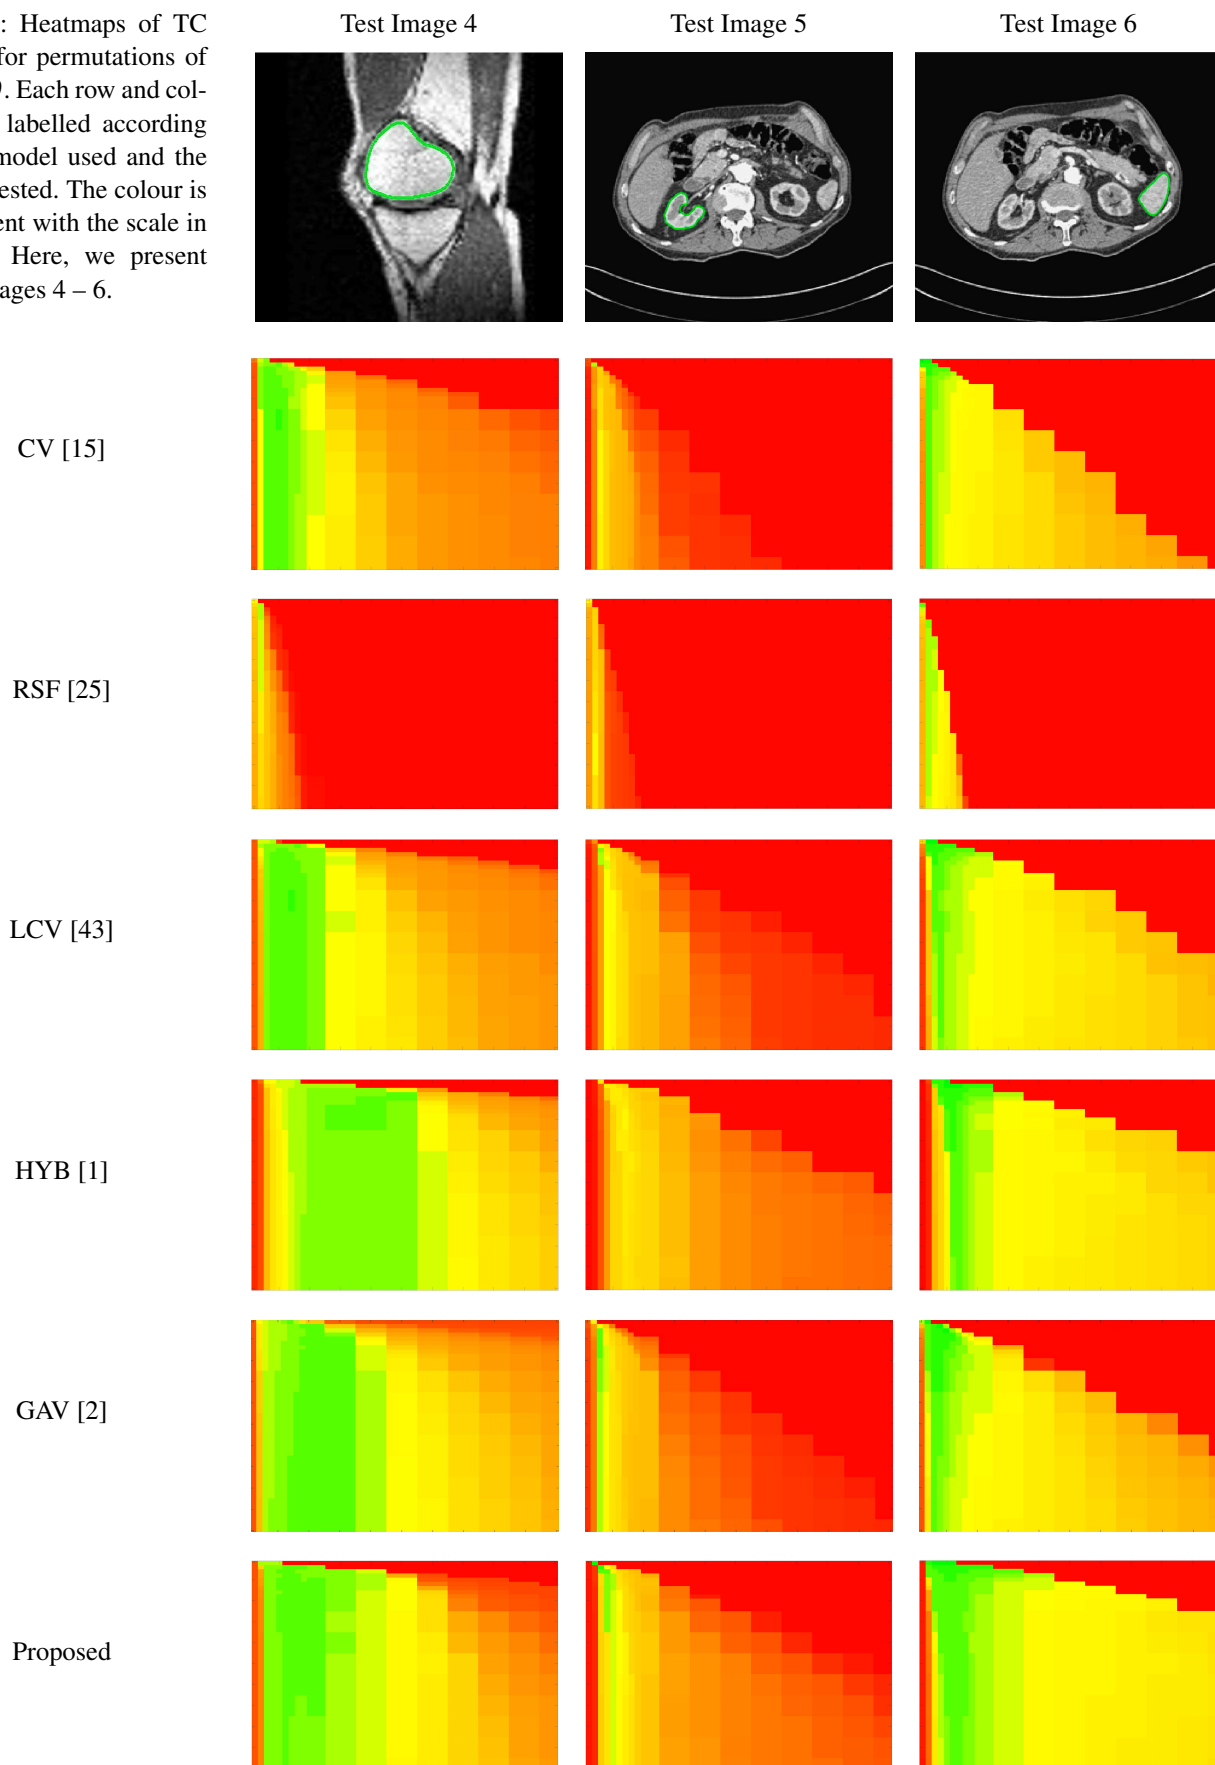 : Heatmaps of TC
for permutations of
. Each row and col-
labelled according
model used and the
ested. The colour is
ent with the scale in
Here, we present
ages 4 – 6.
Test Image 4
Test Image 5
Test Image 6
CV [15]
RSF [25]
LCV [43]
HYB [1]
GAV [2]
Proposed